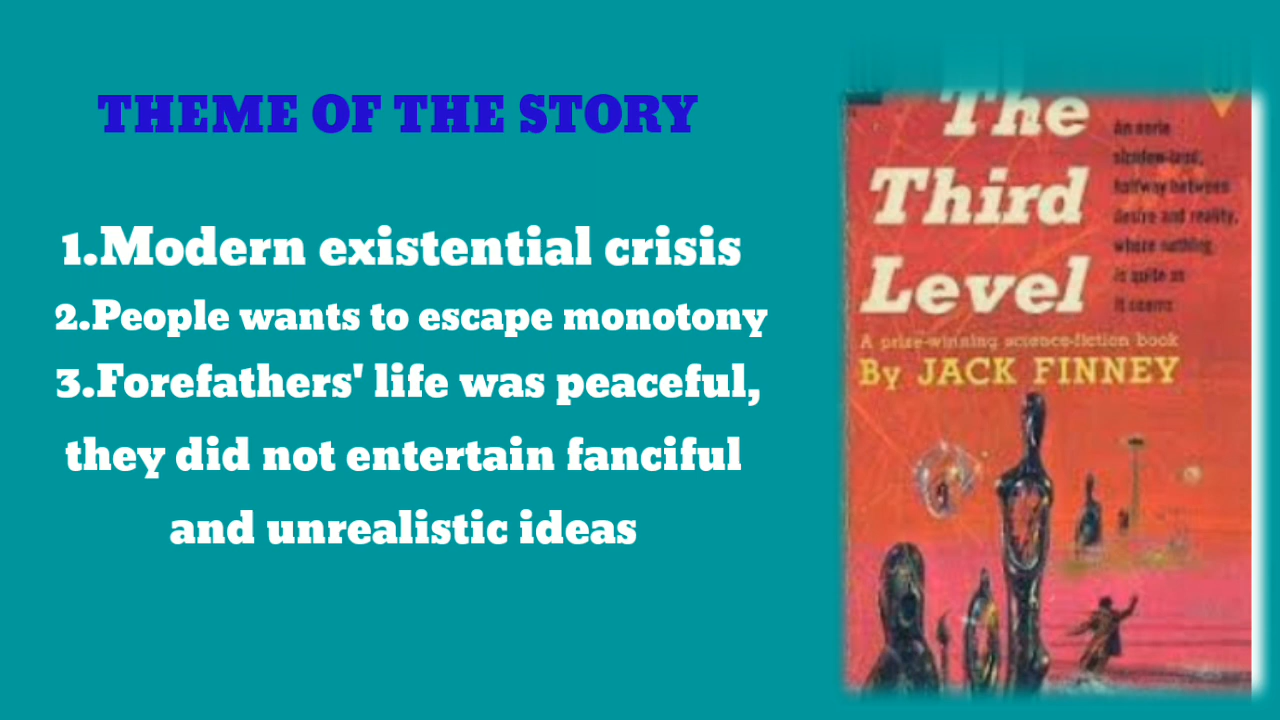 THEME OF THE STORY
1.Modern existential crisis
2.People wants to escape monotony
3.Forefathers' life was peaceful,
they did not entertain fanciful
and unrealistic ideas
The
Third
Level
An eerie
shadow-land,
halfway between
desire and reality,
where nothing
is quite as
it seems
A prize-winning science-fiction book
By JACK FINNEY